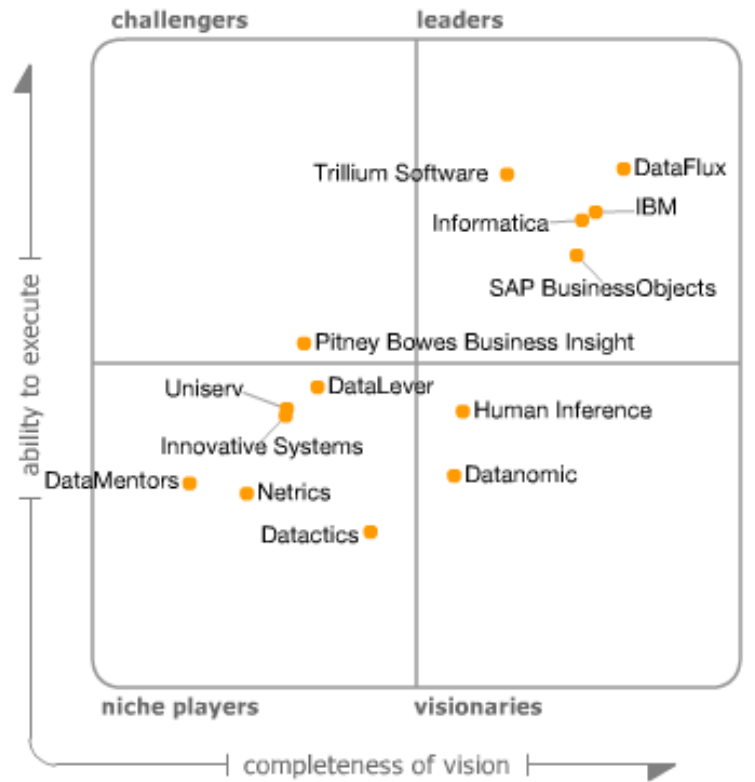 challengers
leaders
Trillium Software
DataFlux
IBM
Informatica
SAP BusinessObjects
Pitney Bowes Business Insight
Uniserv
DataLever
Human Inference
Innovative Systems
DataMentors
Netrics
Datanomic
Datactics
ability to execute
niche players
visionaries
completeness of vision